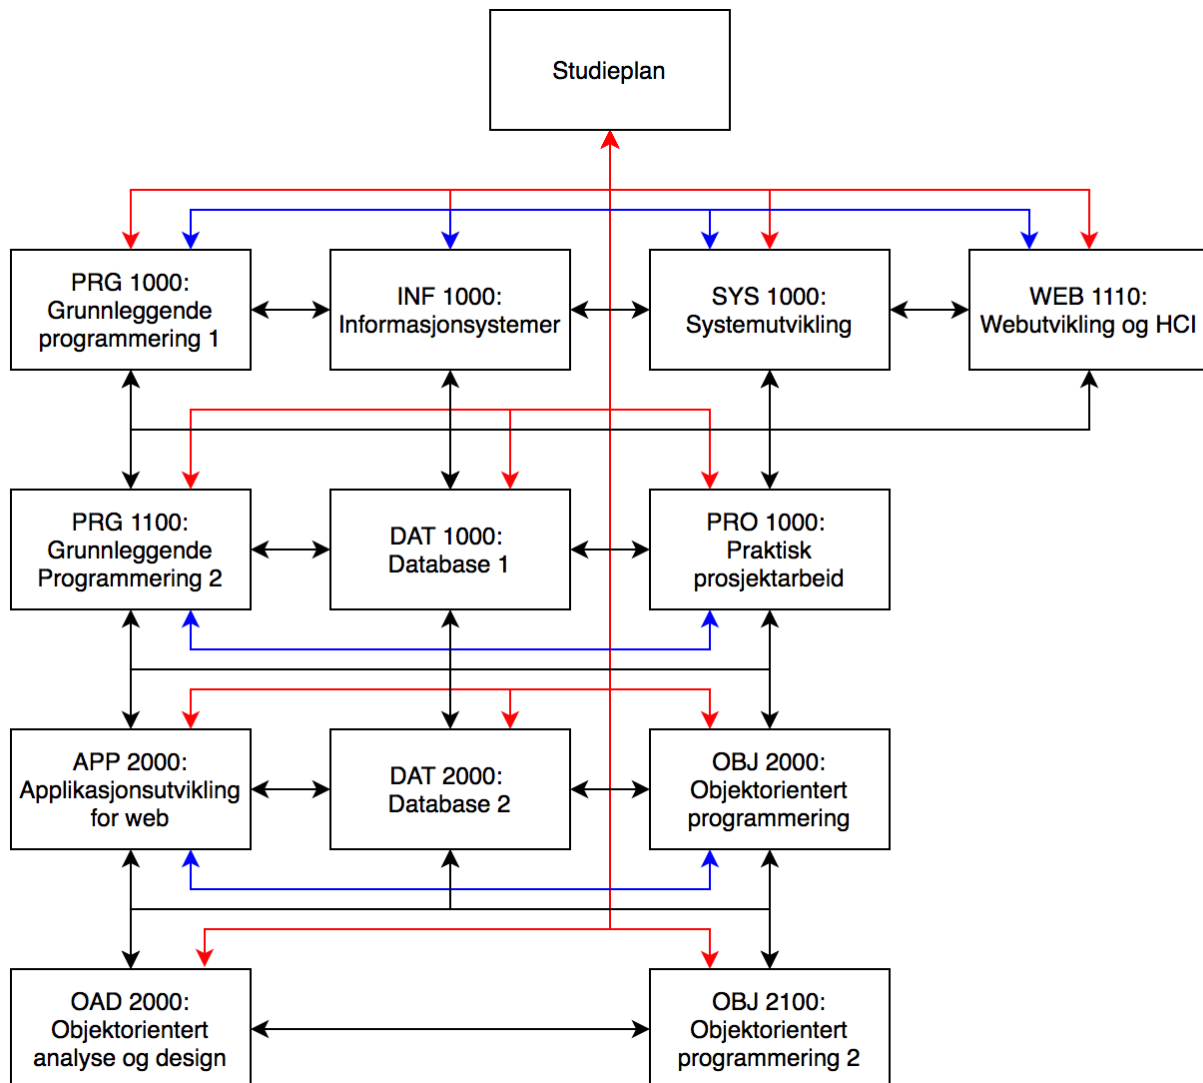 Studieplan
PRG 1000:
Grunnleggende
programmering 1
INF 1000:
Informasjonsystemer
SYS 1000:
Systemutvikling
WEB 1110:
Webutvikling og HCI
PRG 1100:
Grunnleggende
Programmering 2
DAT 1000:
Database 1
PRO 1000:
Praktisk
prosjektarbeid
APP 2000:
Applikasjonsutvikling
for web
DAT 2000:
Database 2
OBJ 2000:
Objektorientert
programmering
OAD 2000:
Objektorientert
analyse og design
OBJ 2100:
Objektorientert
programmering 2